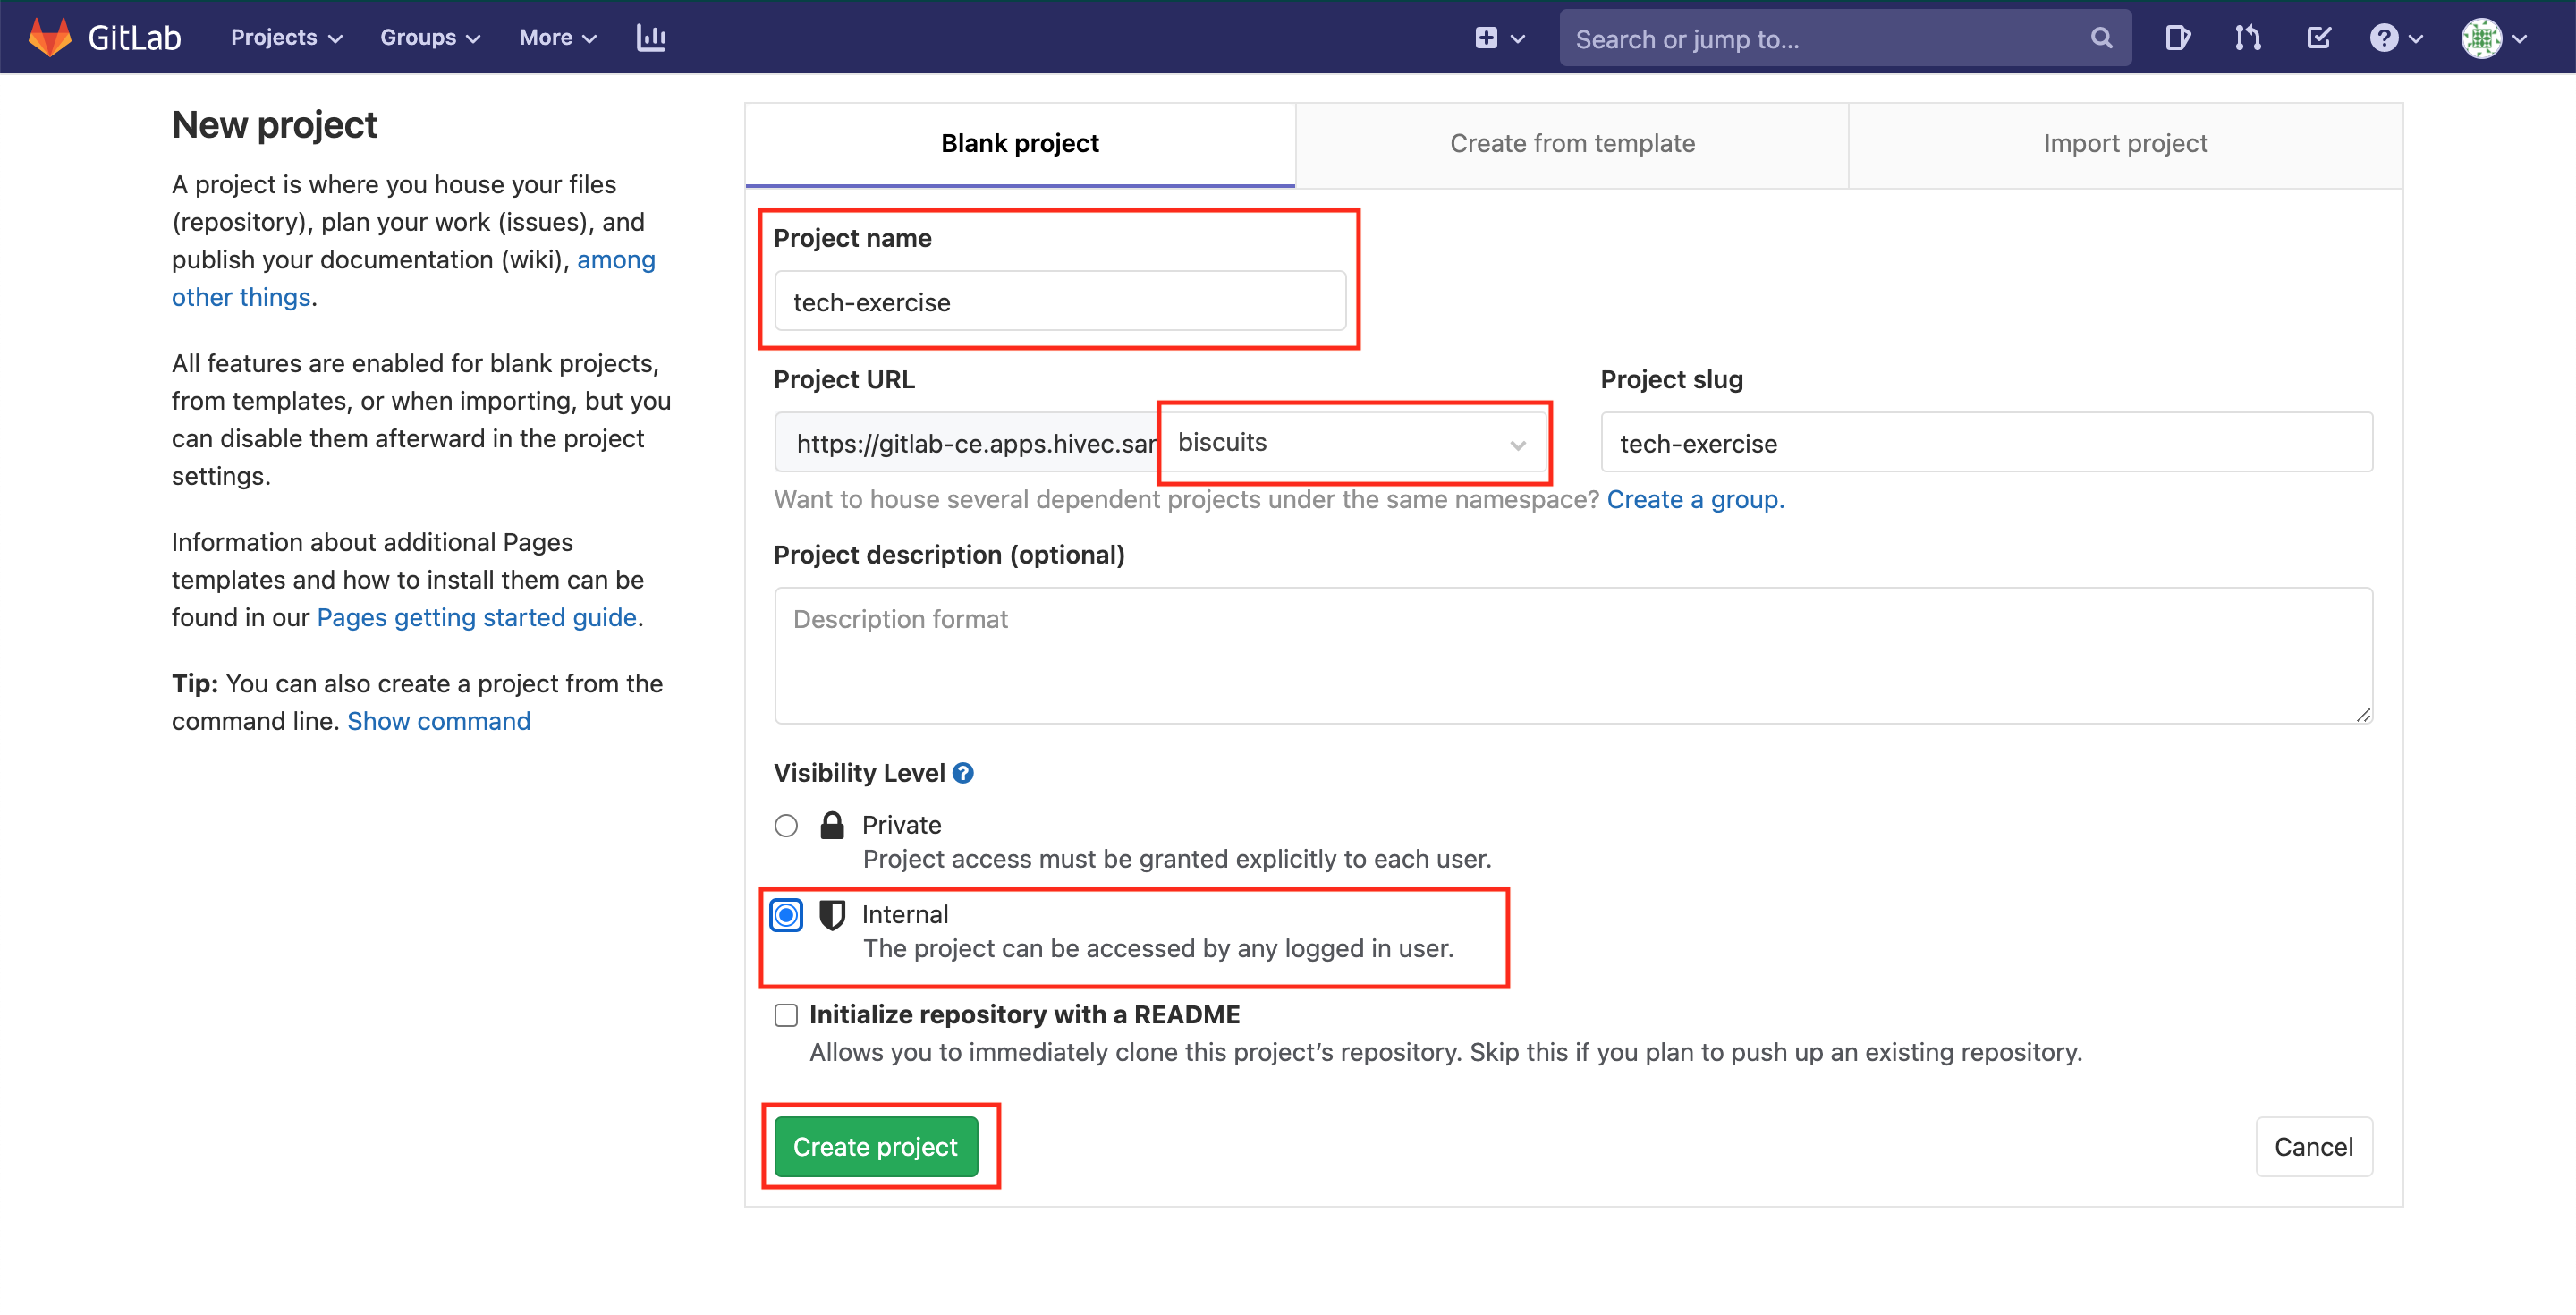 GitLab Projects Groups More Search or jump to...
New project
A project is where you house your files
(repository), plan your work (issues), and
publish your documentation (wiki), among
other things.
All features are enabled for blank projects,
from templates, or when importing, but you
can disable them afterward in the project
settings.
Information about additional Pages
templates and how to install them can be
found in our Pages getting started guide.
Tip: You can also create a project from the
command line. Show command
Blank project Create from template Import project
Project name
tech-exercise
Project URL Project slug
https://gitlab-ce.apps.hivec.san biscuits tech-exercise
Want to house several dependent projects under the same namespace? Create a group.
Project description (optional)
Description format
Visibility Level ?
Private
Project access must be granted explicitly to each user.
Internal
The project can be accessed by any logged in user.
Initialize repository with a README
Allows you to immediately clone this project’s repository. Skip this if you plan to push up an existing repository.
Create project Cancel